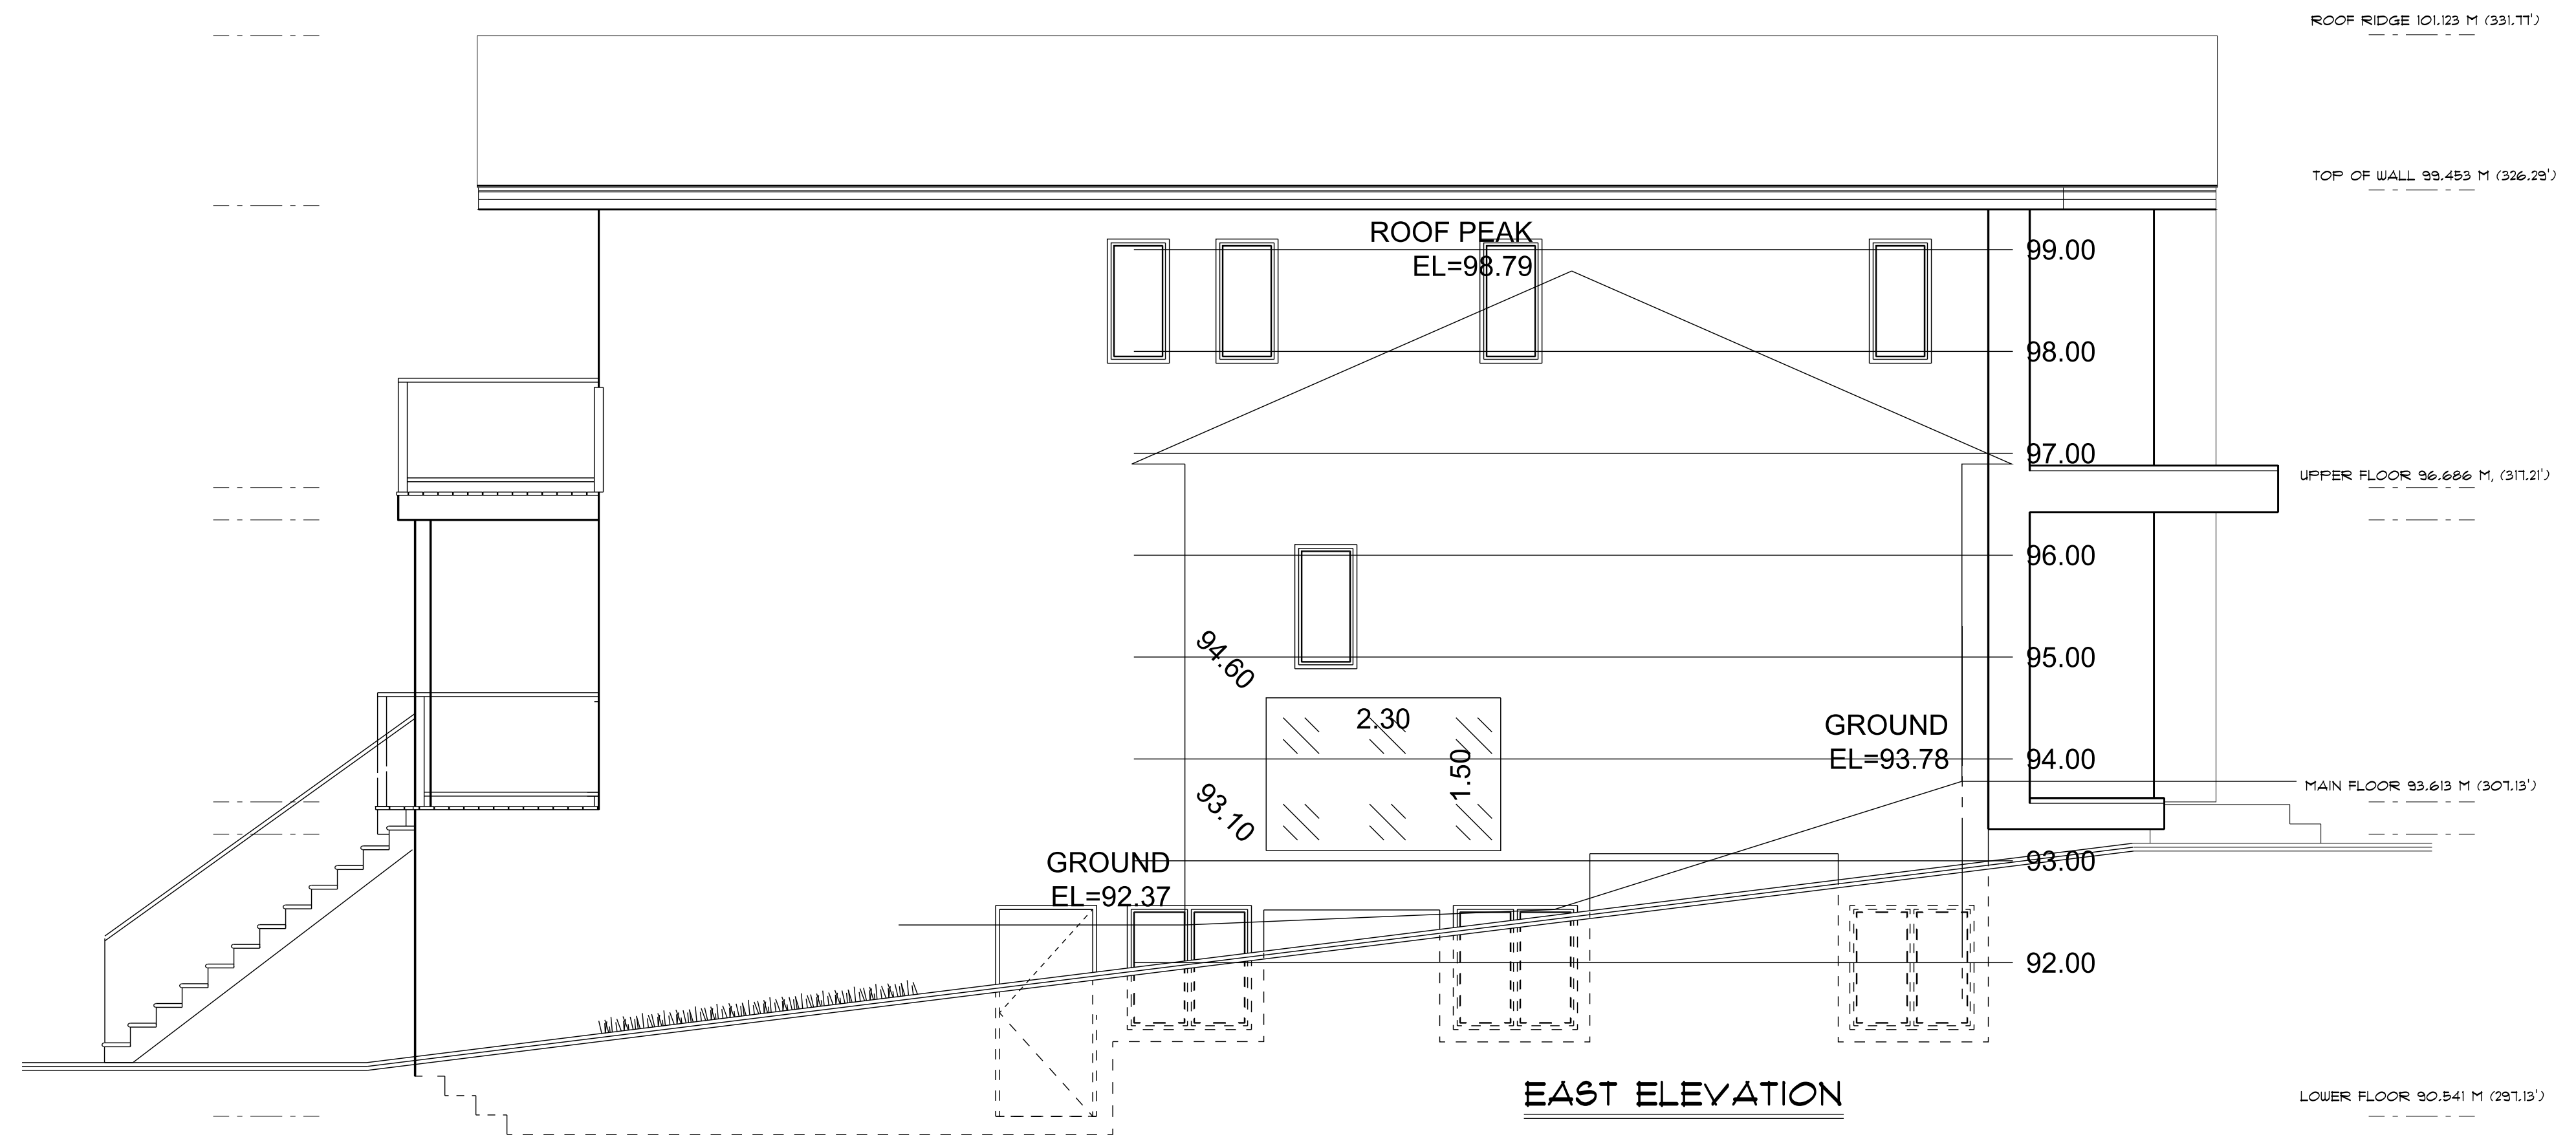 ROOF RIDGE 101.123 M (331.77')
TOP OF WALL 99.453 M (326.29')
ROOF PEAK
EL=98.79
99.00
98.00
97.00
UPPER FLOOR 96.686 M, (317.21')
96.00
94.60
95.00
2.30
1.50
GROUND
EL=93.78
94.00
MAIN FLOOR 93.613 M (307.13')
93.10
GROUND
EL=92.37
93.00
92.00
EAST ELEVATION
LOWER FLOOR 90.541 M (297.13')